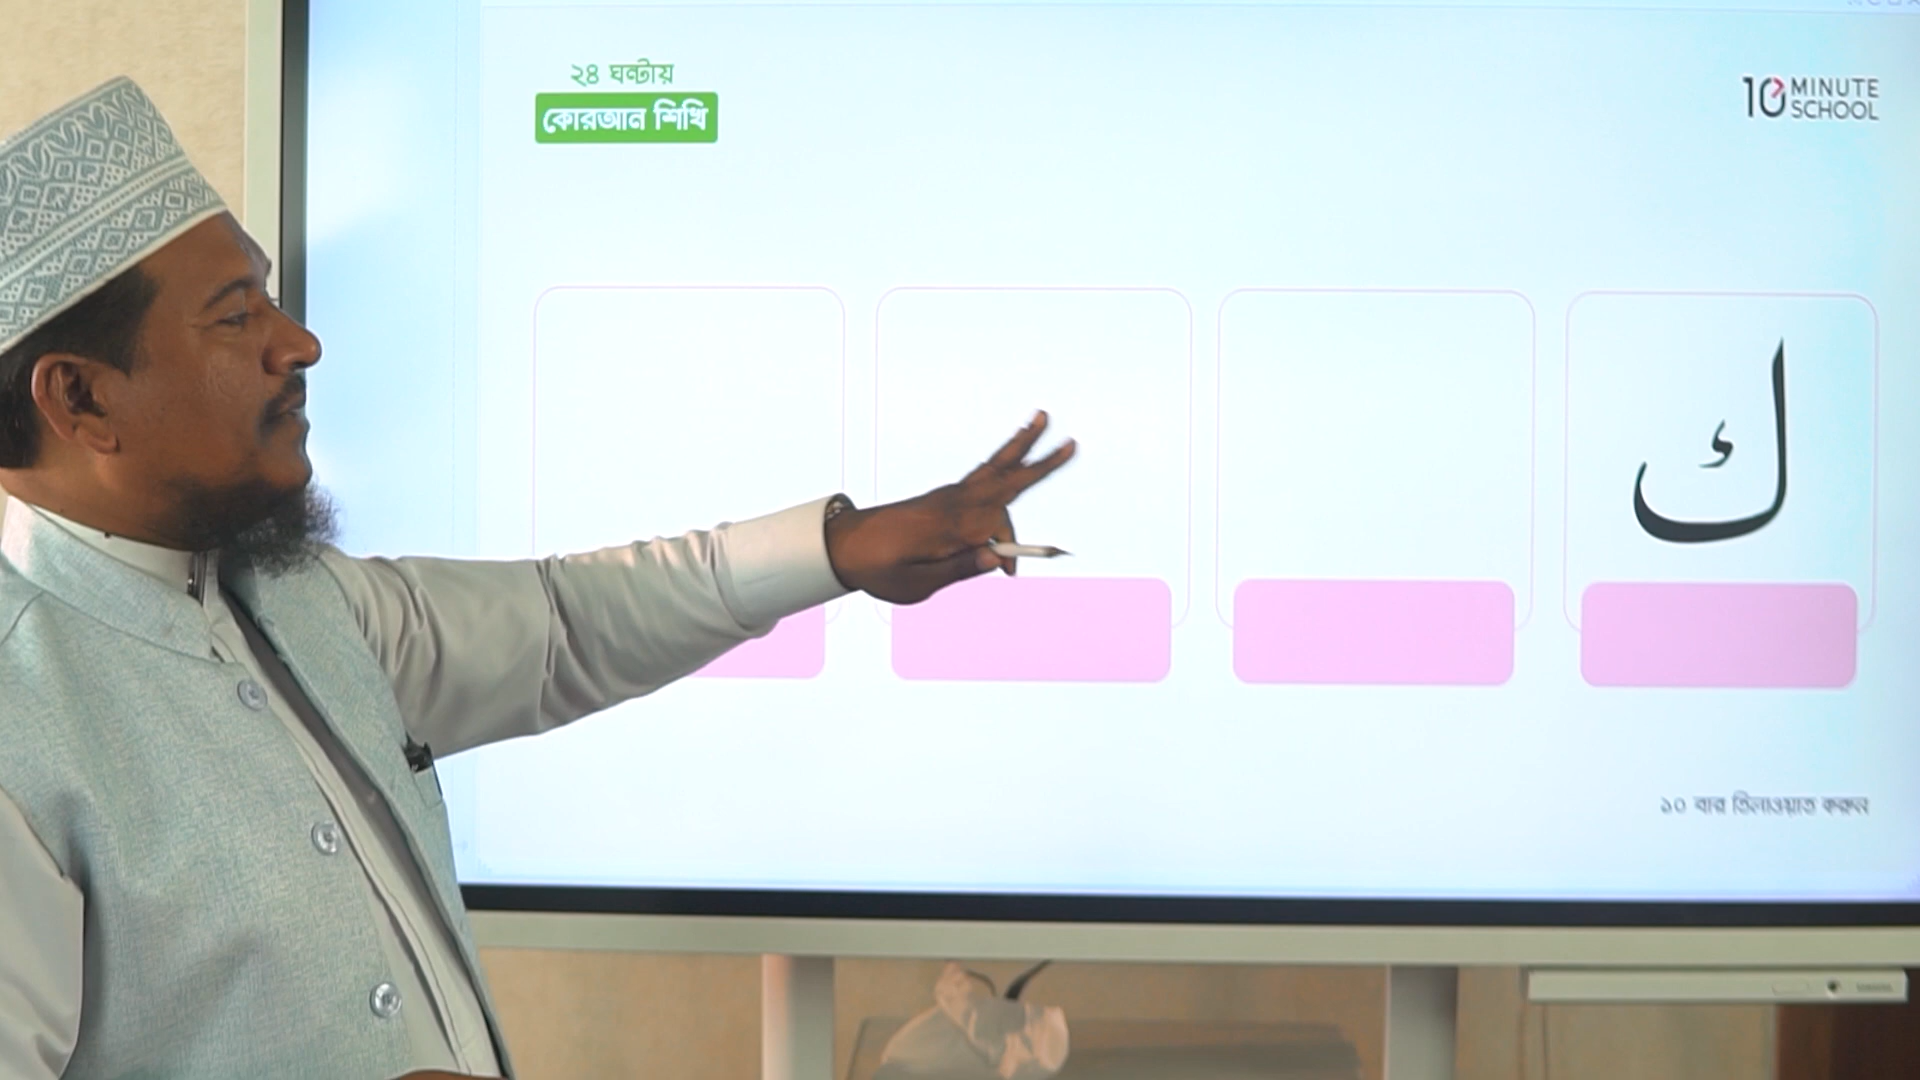 ২৪ ঘন্টায়
কোরআন শিখি
10 MINUTE
SCHOOL
ك
১০ বার তিলাওয়াত করুন